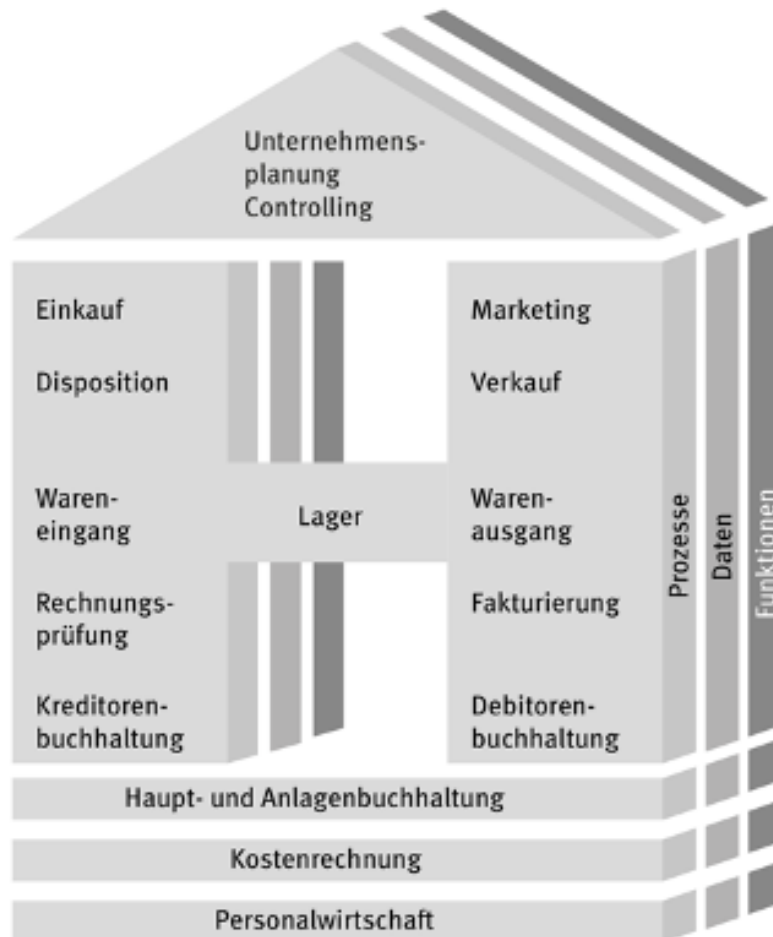 Unternehmens-
planung
Controlling
Einkauf
Disposition
Waren-
eingang
Rechnungs-
prüfung
Kreditoren-
buchhaltung
Lager
Marketing
Verkauf
Waren-
ausgang
Fakturierung
Debitoren-
buchhaltung
Prozesse
Daten
Funktionen
Haupt- und Anlagenbuchhaltung
Kostenrechnung
Personalwirtschaft